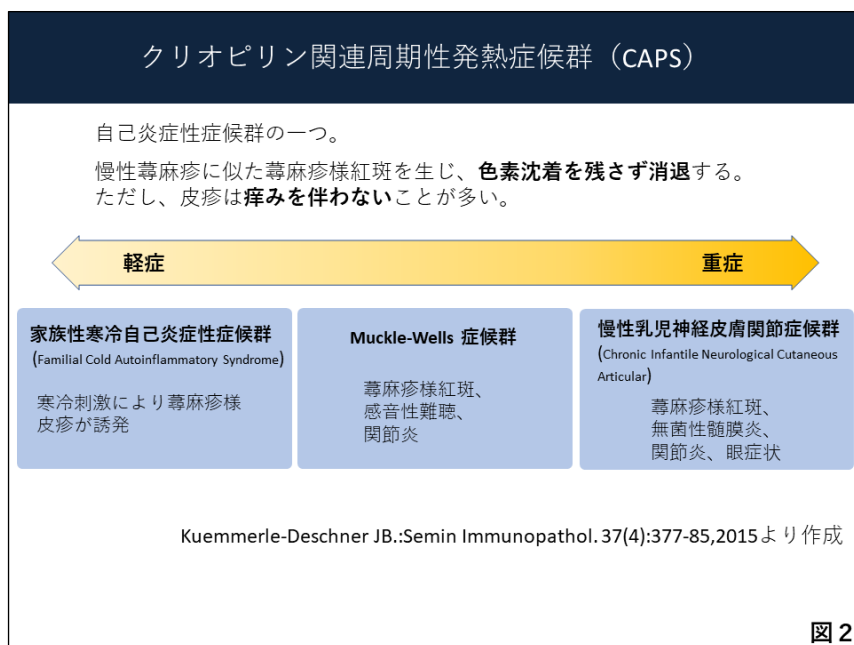 クリオピリン関連周期性発熱症候群（CAPS）
自己炎症性症候群の一つ。
慢性蕁麻疹に似た蕁麻疹様紅斑を生じ、色素沈着を残さず消退する。
ただし、皮疹は痒みを伴わないことが多い。
軽症
重症
家族性寒冷自己炎症性症候群
(Familial Cold Autoinflammatory Syndrome)
寒冷刺激により蕁麻疹様
皮疹が誘発
Muckle-Wells 症候群
蕁麻疹様紅斑、
感音性難聴、
関節炎
慢性乳児神経皮膚関節症候群
(Chronic Infantile Neurological Cutaneous
Articular)
蕁麻疹様紅斑、
無菌性髄膜炎、
関節炎、眼症状
Kuemmerle-Deschner JB.:Semin Immunopathol. 37(4):377-85,2015より作成
図２